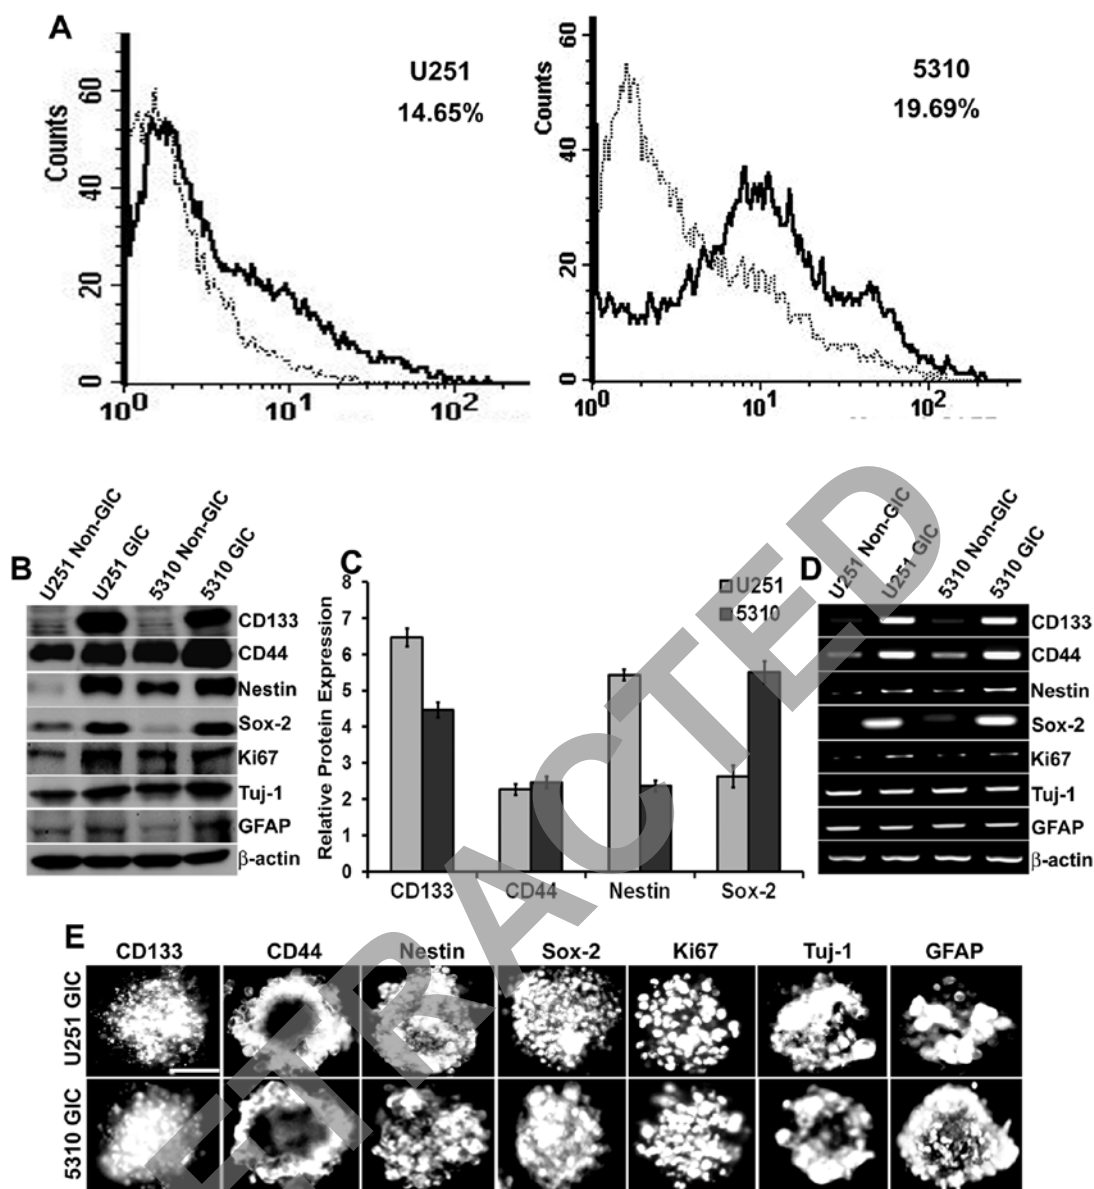 A
U251
14.65%
Counts
60
40
20
0
10⁰
10¹
10²
5310
19.69%
Counts
60
40
20
0
10⁰
10¹
10²
B
U251 Non-GIC
U251 GIC
5310 Non-GIC
5310 GIC
CD133
CD44
Nestin
Sox-2
Ki67
Tuj-1
GFAP
β-actin
C
Relative Protein Expression
8
7
6
5
4
3
2
1
0
U251
5310
CD133
CD44
Nestin
Sox-2
D
U251 Non-GIC
U251 GIC
5310 Non-GIC
5310 GIC
CD133
CD44
Nestin
Sox-2
Ki67
Tuj-1
GFAP
β-actin
E
CD133 CD44 Nestin Sox-2 Ki67 Tuj-1 GFAP
U251 GIC
5310 GIC
ETRACTED